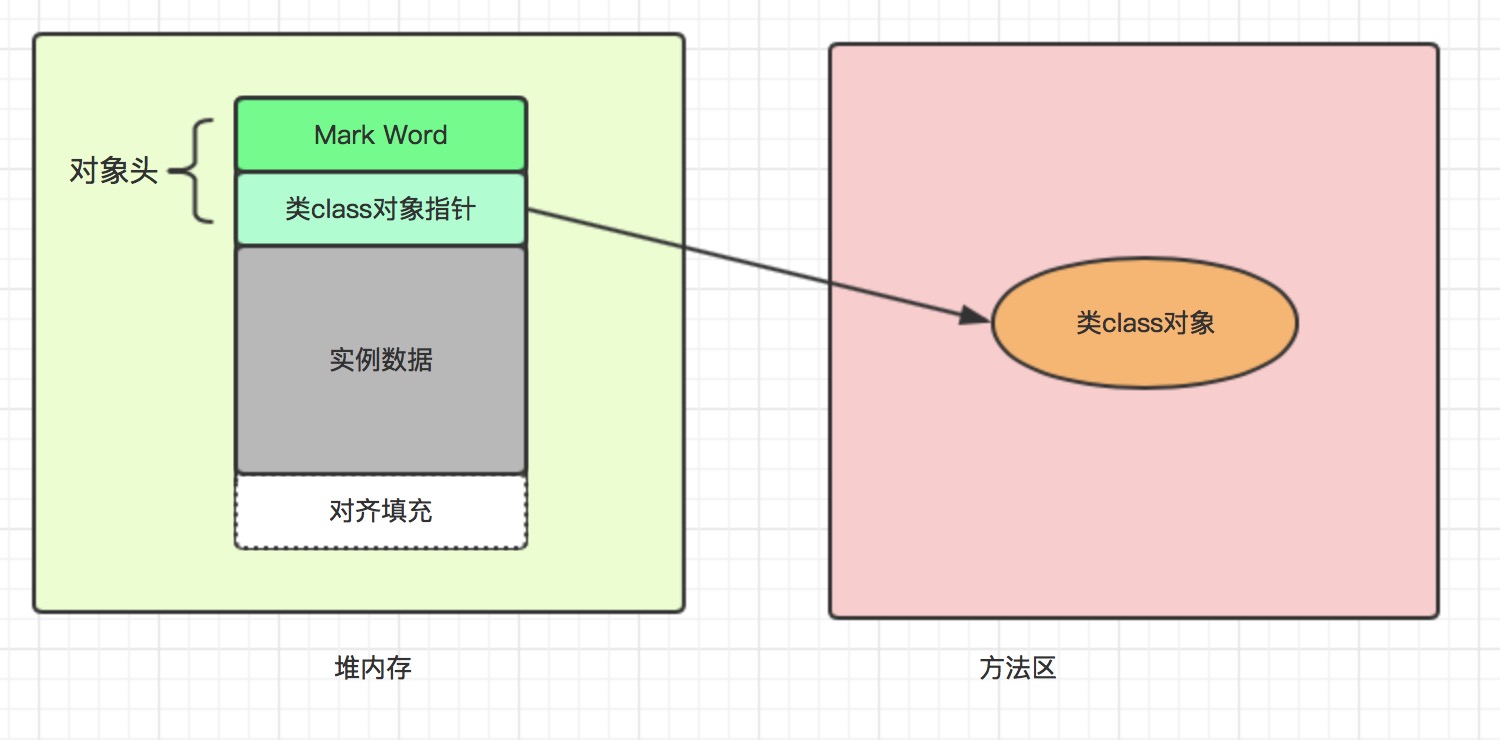 Mark Word
对象头
类class对象指针
实例数据
对齐填充
类class对象
堆内存
方法区